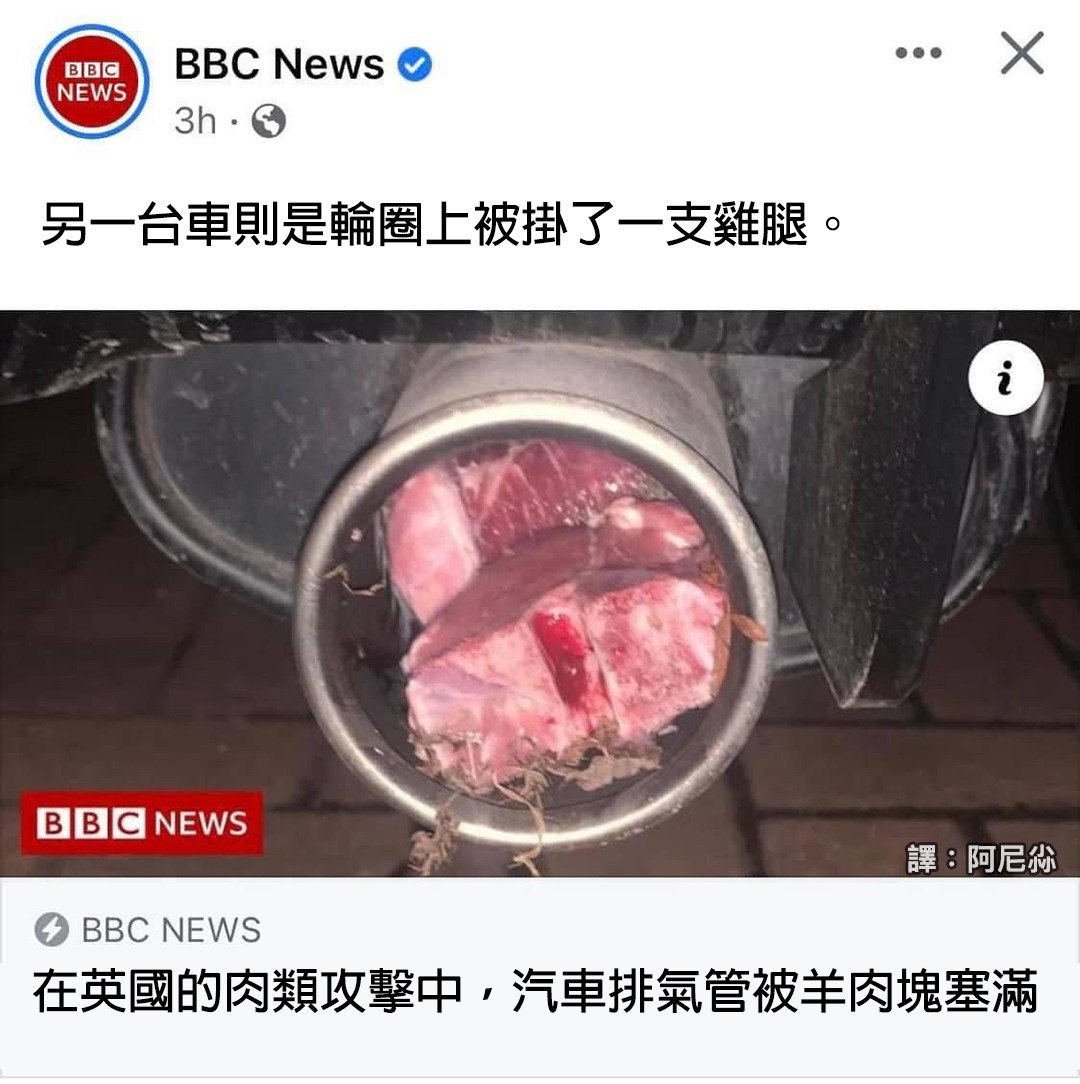 BBC NEWS
BBC News
3h ·
另一台車則是輪圈上被掛了一支雞腿。
i
BBC NEWS
譯：阿尼尛
BBC NEWS
在英國的肉類攻擊中，汽車排氣管被羊肉塊塞滿